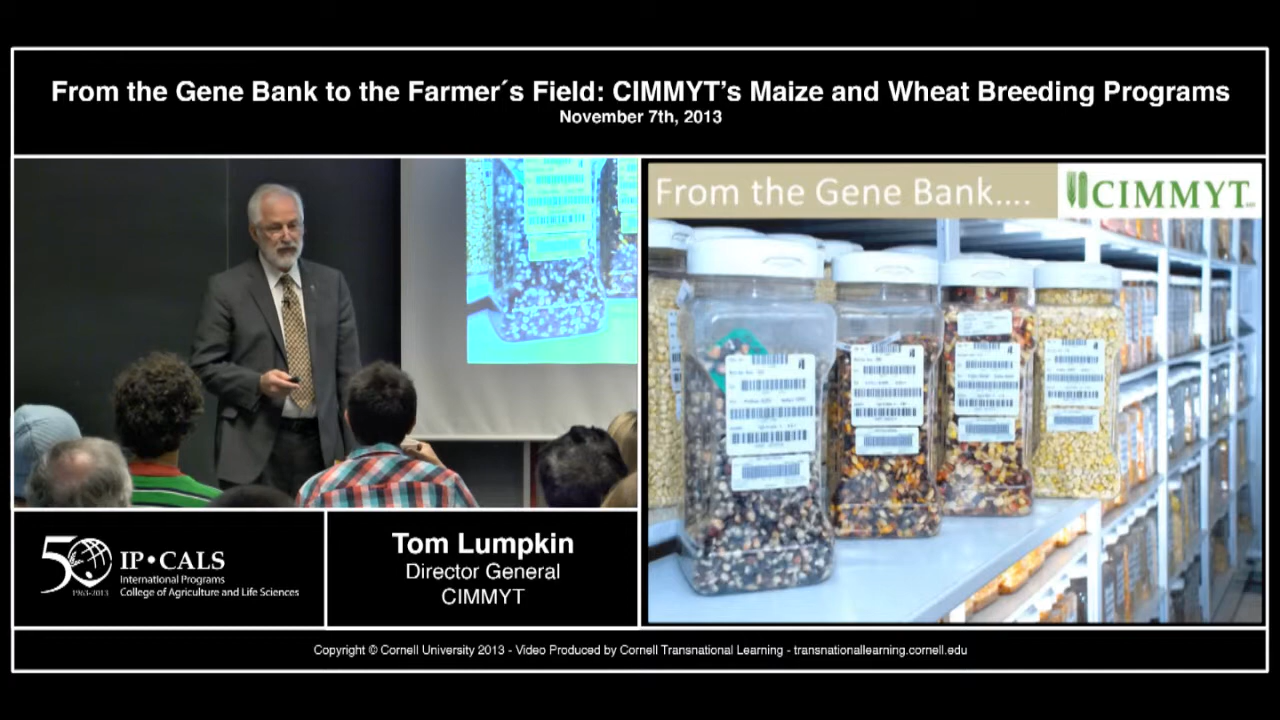 From the Gene Bank to the Farmer´s Field: CIMMYT’s Maize and Wheat Breeding Programs
November 7th, 2013
From the Gene Bank....
CIMMYT
50
1963-2013
IP•CALS
International Programs
College of Agriculture and Life Sciences
Tom Lumpkin
Director General
CIMMYT
Copyright © Cornell University 2013 - Video Produced by Cornell Transnational Learning - transnationallearning.cornell.edu